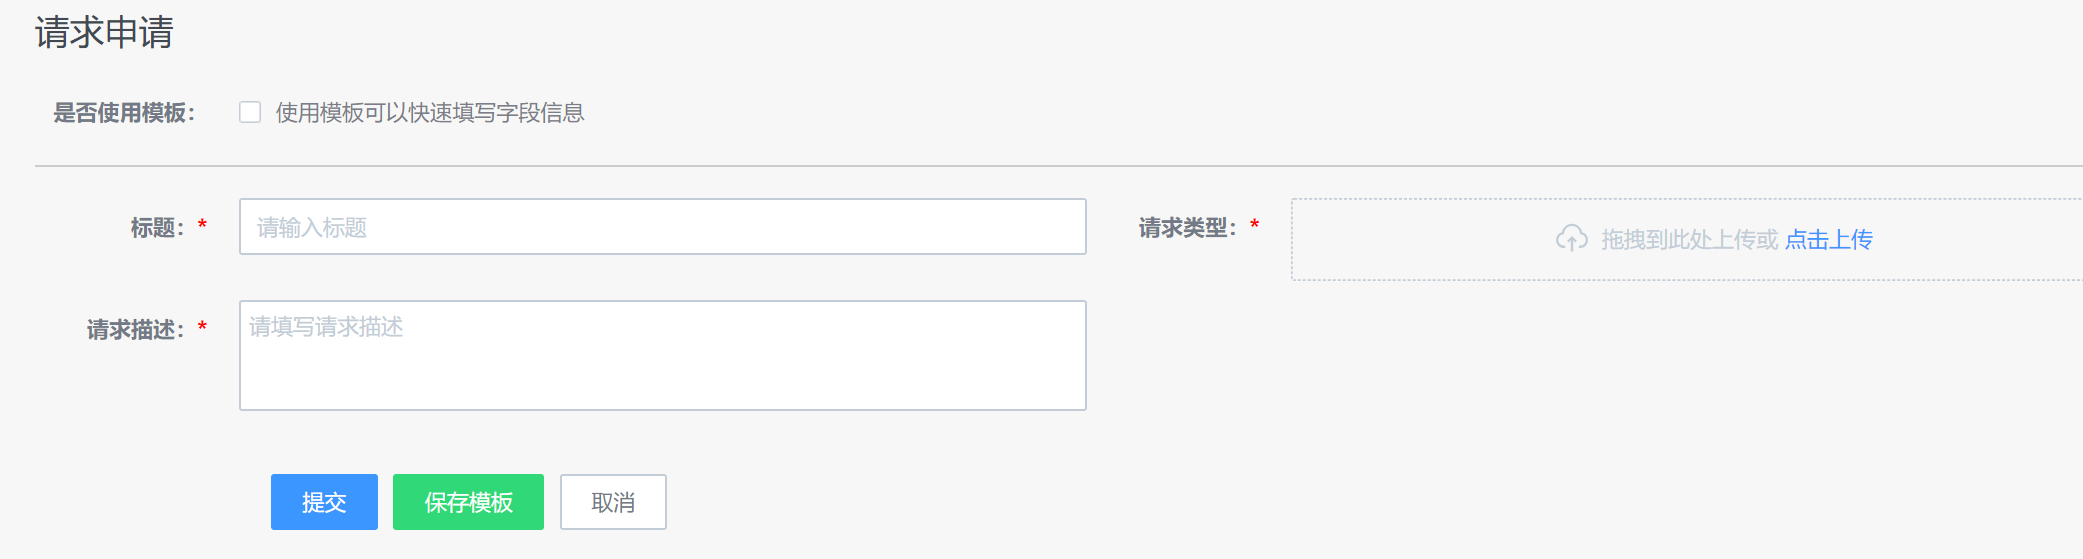 请求申请
是否使用模板： 使用模板可以快速填写字段信息
标题：* 请输入标题 请求类型：* 拖拽到此处上传或 点击上传
请求描述：* 请填写请求描述
提交 保存模板 取消